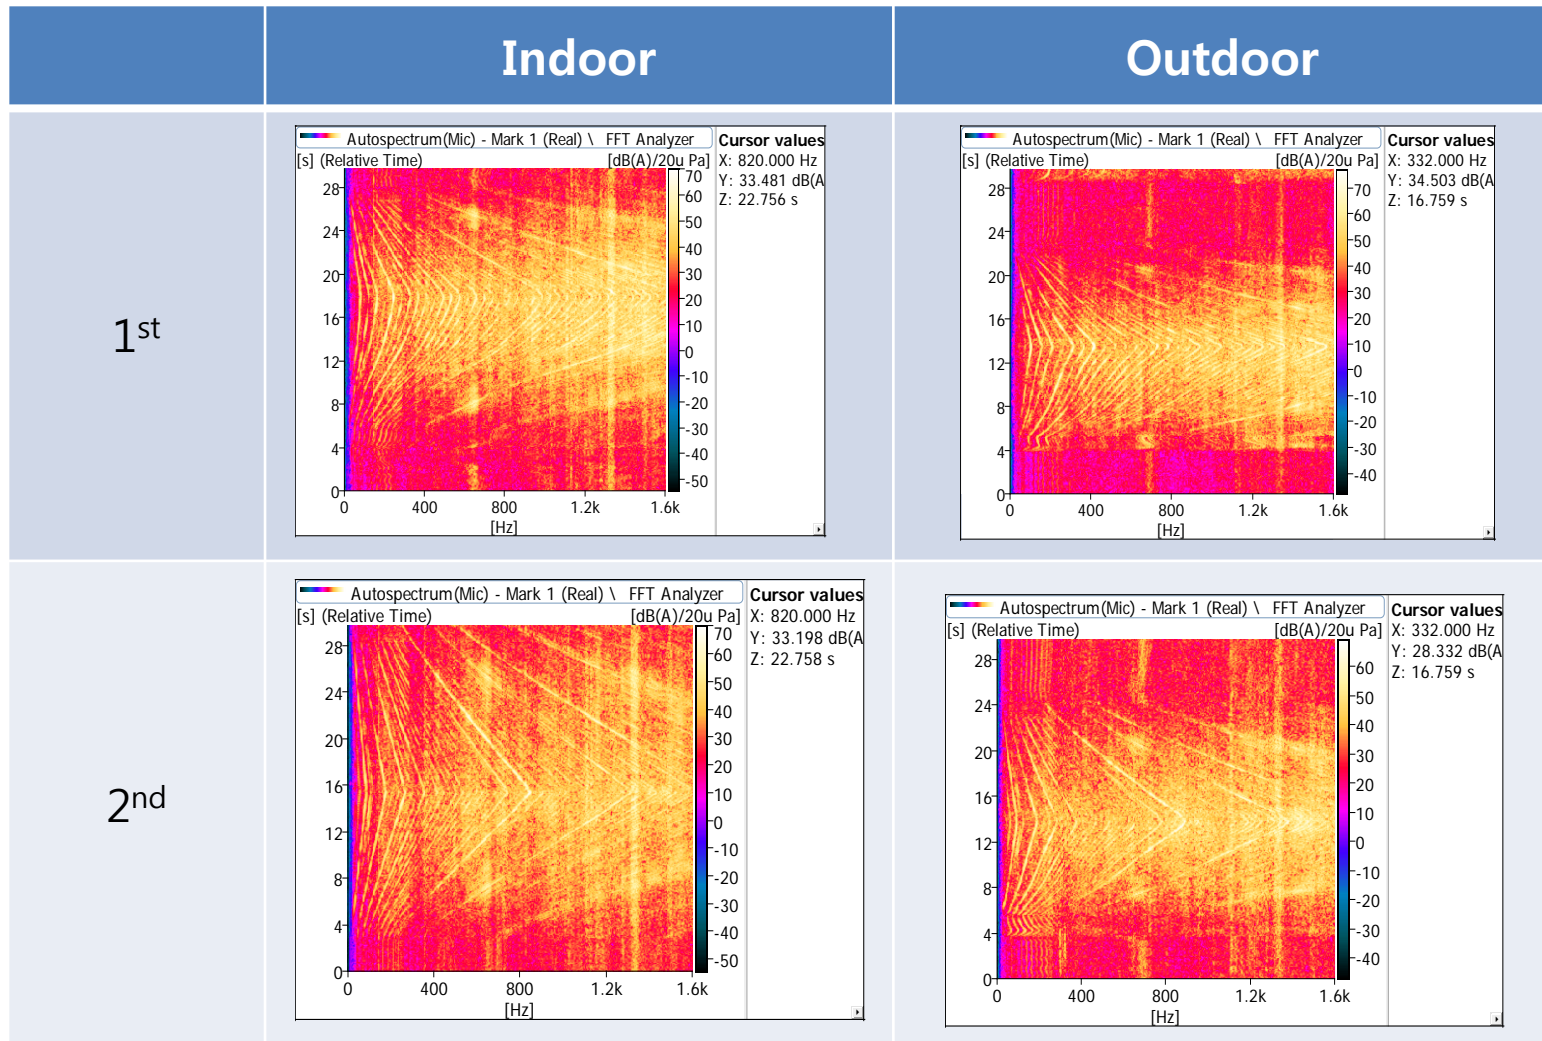 Indoor
Outdoor
1st
Autospectrum(Mic) - Mark 1 (Real) \ FFT Analyzer
[s] (Relative Time)
[dB(A)/20u Pa]
Cursor values
X: 820.000 Hz
Y: 33.481 dB(A
Z: 22.756 s
28
24
20
16
12
8
4
0
70
60
50
40
30
20
10
0
-10
-20
-30
-40
-50
0 400 800 1.2k 1.6k
[Hz]
Autospectrum(Mic) - Mark 1 (Real) \ FFT Analyzer
[s] (Relative Time)
[dB(A)/20u Pa]
Cursor values
X: 332.000 Hz
Y: 34.503 dB(A
Z: 16.759 s
28
24
20
16
12
8
4
0
70
60
50
40
30
20
10
0
-10
-20
-30
-40
0 400 800 1.2k 1.6k
[Hz]
2nd
Autospectrum(Mic) - Mark 1 (Real) \ FFT Analyzer
[s] (Relative Time)
[dB(A)/20u Pa]
Cursor values
X: 820.000 Hz
Y: 33.198 dB(A
Z: 22.758 s
28
24
20
16
12
8
4
0
70
60
50
40
30
20
10
0
-10
-20
-30
-40
-50
0 400 800 1.2k 1.6k
[Hz]
Autospectrum(Mic) - Mark 1 (Real) \ FFT Analyzer
[s] (Relative Time)
[dB(A)/20u Pa]
Cursor values
X: 332.000 Hz
Y: 28.332 dB(A
Z: 16.759 s
28
24
20
16
12
8
4
0
60
50
40
30
20
10
0
-10
-20
-30
-40
0 400 800 1.2k 1.6k
[Hz]